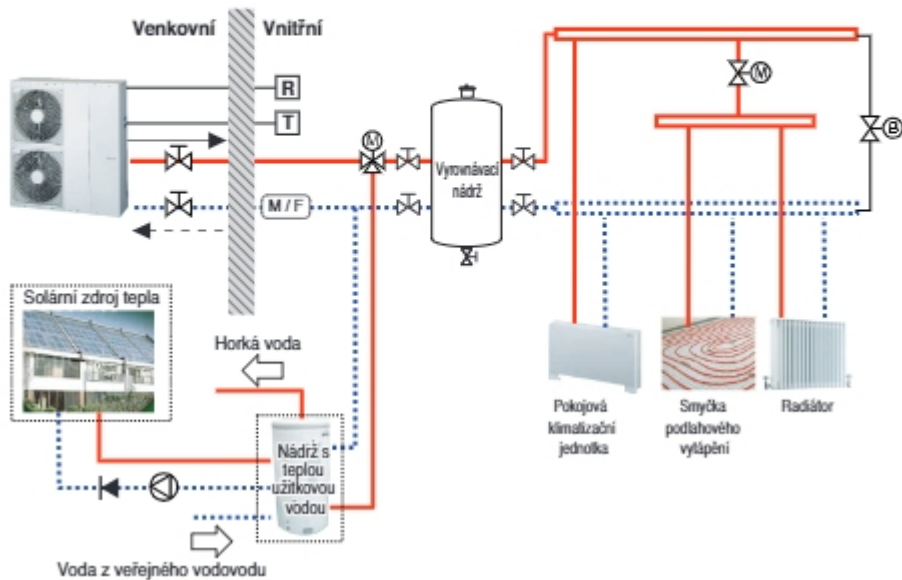 Venkovní
Vnitřní
R
T
M
M / F
Vyrovnávací
nádrž
M
B
Solární zdroj tepla
Horká voda
Nádrž s
teplou
užitkovou
vodou
Voda z veřejného vodovodu
Pokojová
klimalizační
jednotka
Smyčka
podlahového
vytápění
Radiátor